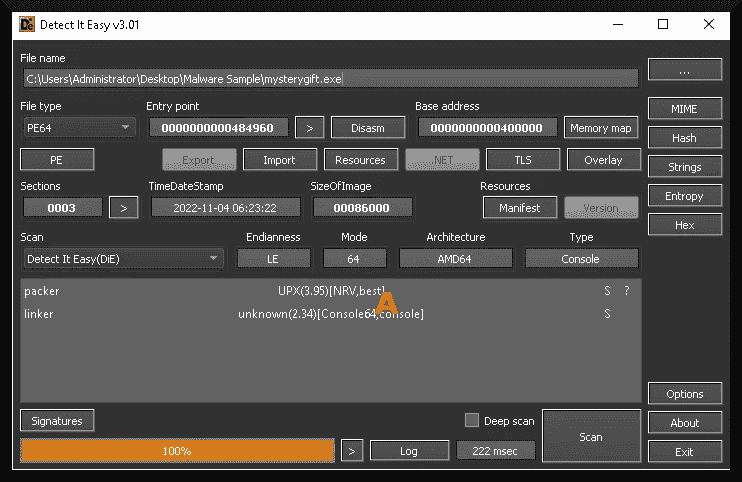 Detect It Easy v3.01
File name
C:\Users\Administrator\Desktop\Malware Sample\mysterygift.exe
...
File type Entry point Base address
PE64 0000000000484960 > Disasm 0000000000400000 Memory map MIME
Hash
PE Export Import Resources .NET TLS Overlay
Strings
Sections TimeDateStamp SizeOfImage Resources
Entropy
0003 > 2022-11-04 06:23:22 00086000 Manifest Version
Hex
Scan Endianness Mode Architecture Type
Detect It Easy(DiE) LE 64 AMD64 Console
packer UPX(3.95)[NRV,best] S ?
A
linker unknown(2.34)[Console64,console] S
Options
Signatures Deep scan Scan About
100% > Log 222 msec Exit